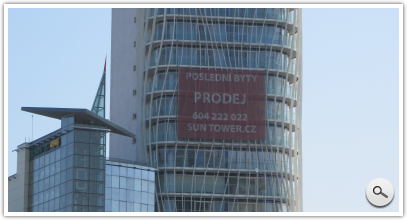 POSLEDNÍ BYTY
PRODEJ
604 222 022
SUN TOWER.CZ